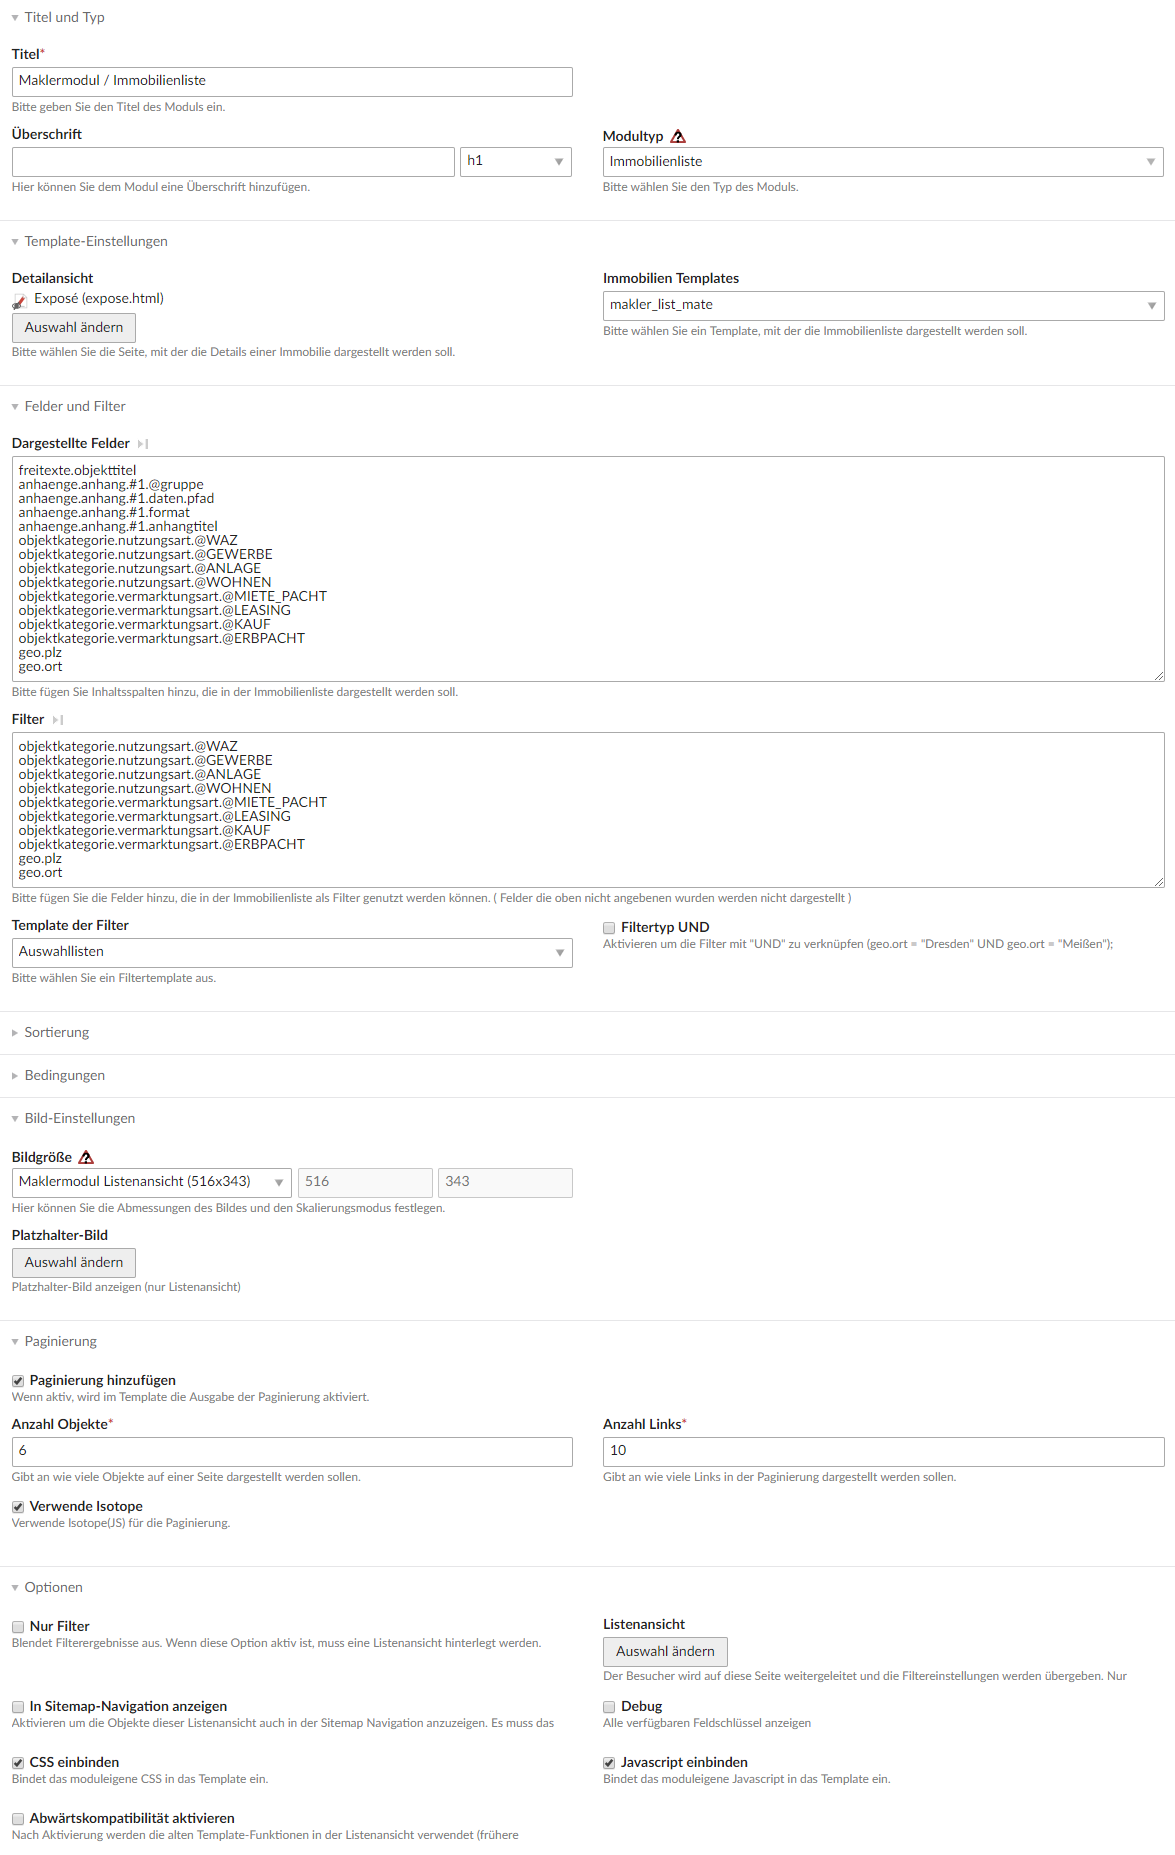 Titel und Typ
Titel*
Maklermodul / Immobilienliste
Bitte geben Sie den Titel des Moduls ein.
Überschrift
h1
Hier können Sie dem Modul eine Überschrift hinzufügen.
Modultyp
Immobilienliste
Bitte wählen Sie den Typ des Moduls.
Template-Einstellungen
Detailansicht
Exposé (expose.html)
Auswahl ändern
Bitte wählen Sie die Seite, mit der die Details einer Immobilie dargestellt werden soll.
Immobilien Templates
makler_list_mate
Bitte wählen Sie ein Template, mit der die Immobilienliste dargestellt werden soll.
Felder und Filter
Dargestellte Felder
freitexte.objekttitel
anhaenge.anhang.#1.@gruppe
anhaenge.anhang.#1.daten.pfad
anhaenge.anhang.#1.format
anhaenge.anhang.#1.anhangtitel
objektkategorie.nutzungsart.@WAZ
objektkategorie.nutzungsart.@GEWERBE
objektkategorie.nutzungsart.@ANLAGE
objektkategorie.nutzungsart.@WOHNEN
objektkategorie.vermarktungsart.@MIETE_PACHT
objektkategorie.vermarktungsart.@LEASING
objektkategorie.vermarktungsart.@KAUF
objektkategorie.vermarktungsart.@ERBPACHT
geo.plz
geo.ort
Bitte fügen Sie Inhaltsspalten hinzu, die in der Immobilienliste dargestellt werden soll.
Filter
objektkategorie.nutzungsart.@WAZ
objektkategorie.nutzungsart.@GEWERBE
objektkategorie.nutzungsart.@ANLAGE
objektkategorie.nutzungsart.@WOHNEN
objektkategorie.vermarktungsart.@MIETE_PACHT
objektkategorie.vermarktungsart.@LEASING
objektkategorie.vermarktungsart.@KAUF
objektkategorie.vermarktungsart.@ERBPACHT
geo.plz
geo.ort
Bitte fügen Sie die Felder hinzu, die in der Immobilienliste als Filter genutzt werden können. ( Felder die oben nicht angebenen wurden werden nicht dargestellt )
Template der Filter
Auswahllisten
Bitte wählen Sie ein Filtertemplate aus.
Filtertyp UND
Aktivieren um die Filter mit "UND" zu verknüpfen (geo.ort = "Dresden" UND geo.ort = "Meißen");
Sortierung
Bedingungen
Bild-Einstellungen
Bildgröße
Maklermodul Listenansicht (516x343)
516
343
Hier können Sie die Abmessungen des Bildes und den Skalierungsmodus festlegen.
Platzhalter-Bild
Auswahl ändern
Platzhalter-Bild anzeigen (nur Listenansicht)
Paginierung
Paginierung hinzufügen
Wenn aktiv, wird im Template die Ausgabe der Paginierung aktiviert.
Anzahl Objekte*
6
Gibt an wie viele Objekte auf einer Seite dargestellt werden sollen.
Anzahl Links*
10
Gibt an wie viele Links in der Paginierung dargestellt werden sollen.
Verwende Isotope
Verwende Isotope(JS) für die Paginierung.
Optionen
Nur Filter
Blendet Filterergebnisse aus. Wenn diese Option aktiv ist, muss eine Listenansicht hinterlegt werden.
Listenansicht
Auswahl ändern
Der Besucher wird auf diese Seite weitergeleitet und die Filtereinstellungen werden übergeben. Nur
In Sitemap-Navigation anzeigen
Aktivieren um die Objekte dieser Listenansicht auch in der Sitemap Navigation anzuzeigen. Es muss das
Debug
Alle verfügbaren Feldschlüssel anzeigen
CSS einbinden
Bindet das moduleigene CSS in das Template ein.
Javascript einbinden
Bindet das moduleigene Javascript in das Template ein.
Abwärtskompatibilität aktivieren
Nach Aktivierung werden die alten Template-Funktionen in der Listenansicht verwendet (frühere